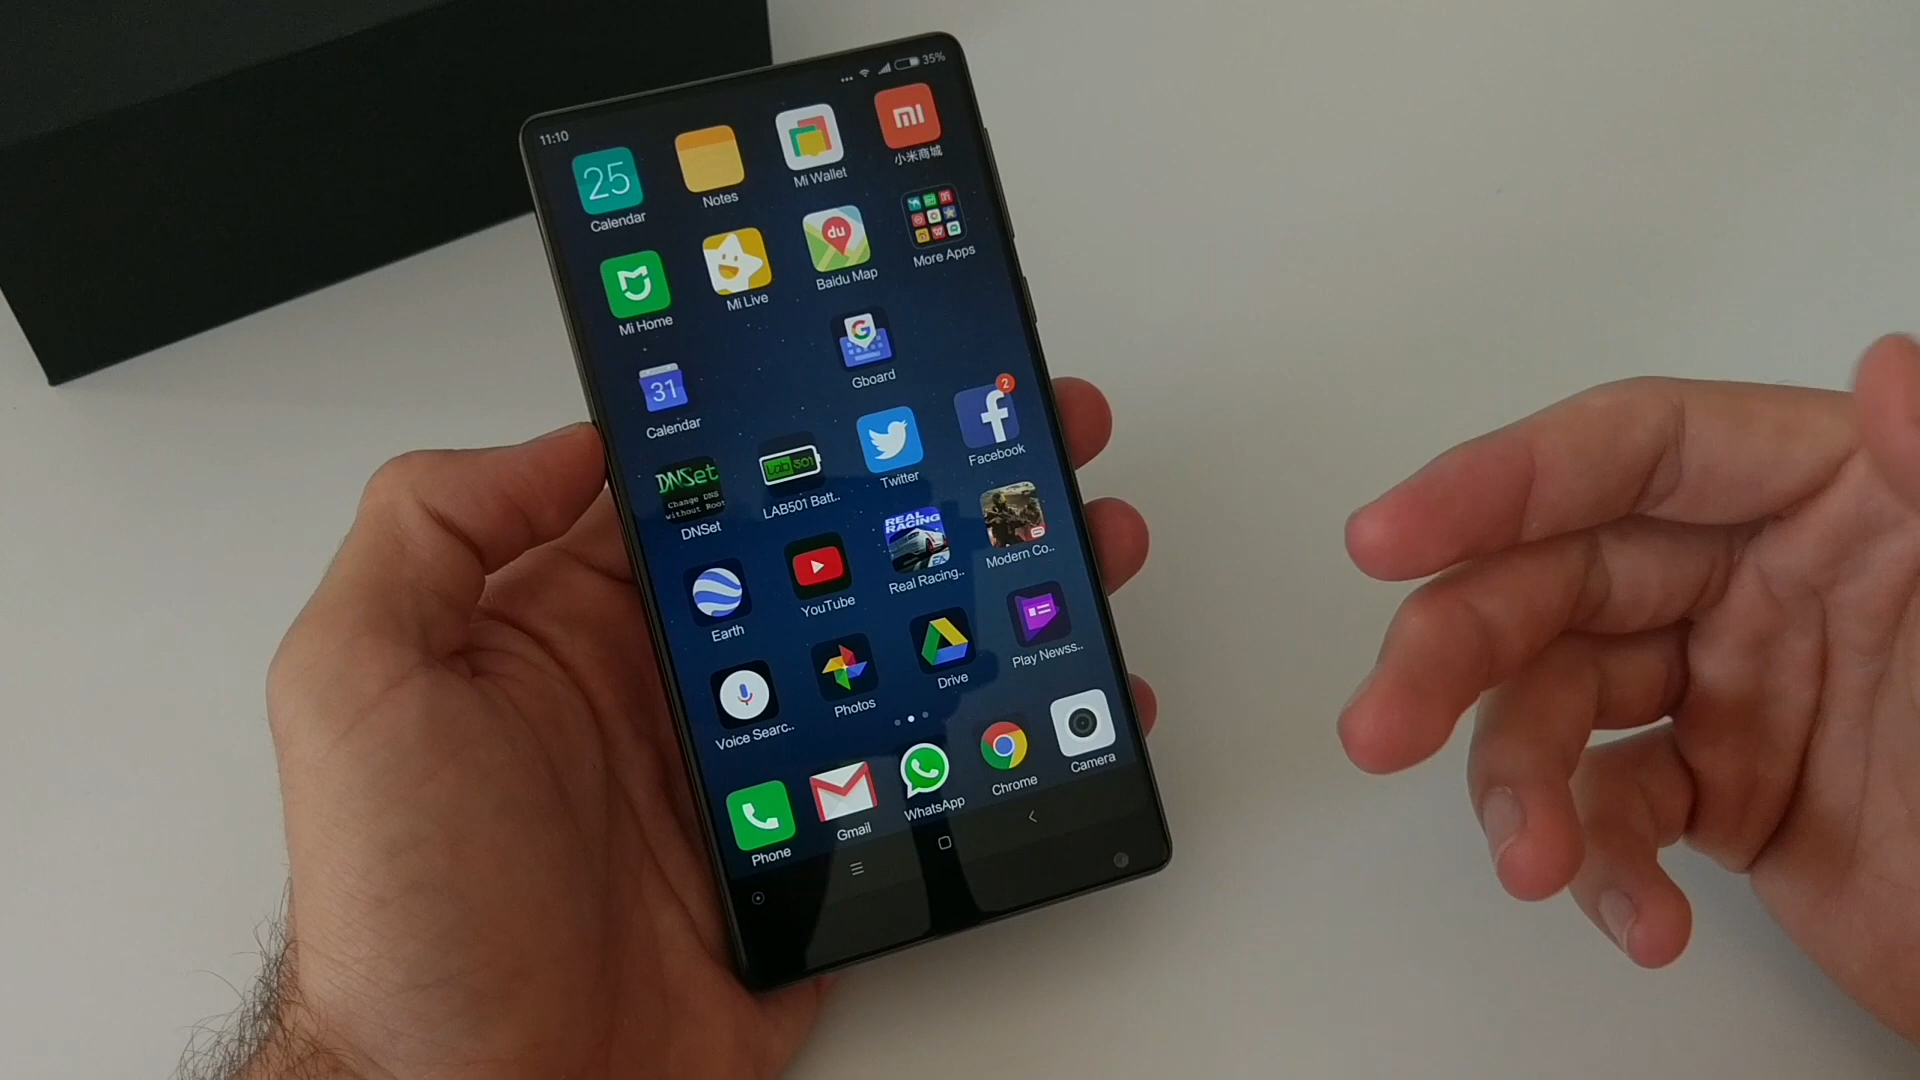 11:10
35%
25
Calendar
Notes
Mi Wallet
mi
小米商城
Mi Home
Mi Live
du
Baidu Map
More Apps
31
Calendar
G
Gboard
DNSet
Change DNS
without Root
DNSet
Lab 501
LAB501 Batt..
Twitter
2
f
Facebook
Earth
YouTube
REAL
RACING
Real Racing..
Modern Co..
Voice Searc..
Photos
Drive
Play Newss..
Phone
Gmail
WhatsApp
Chrome
Camera